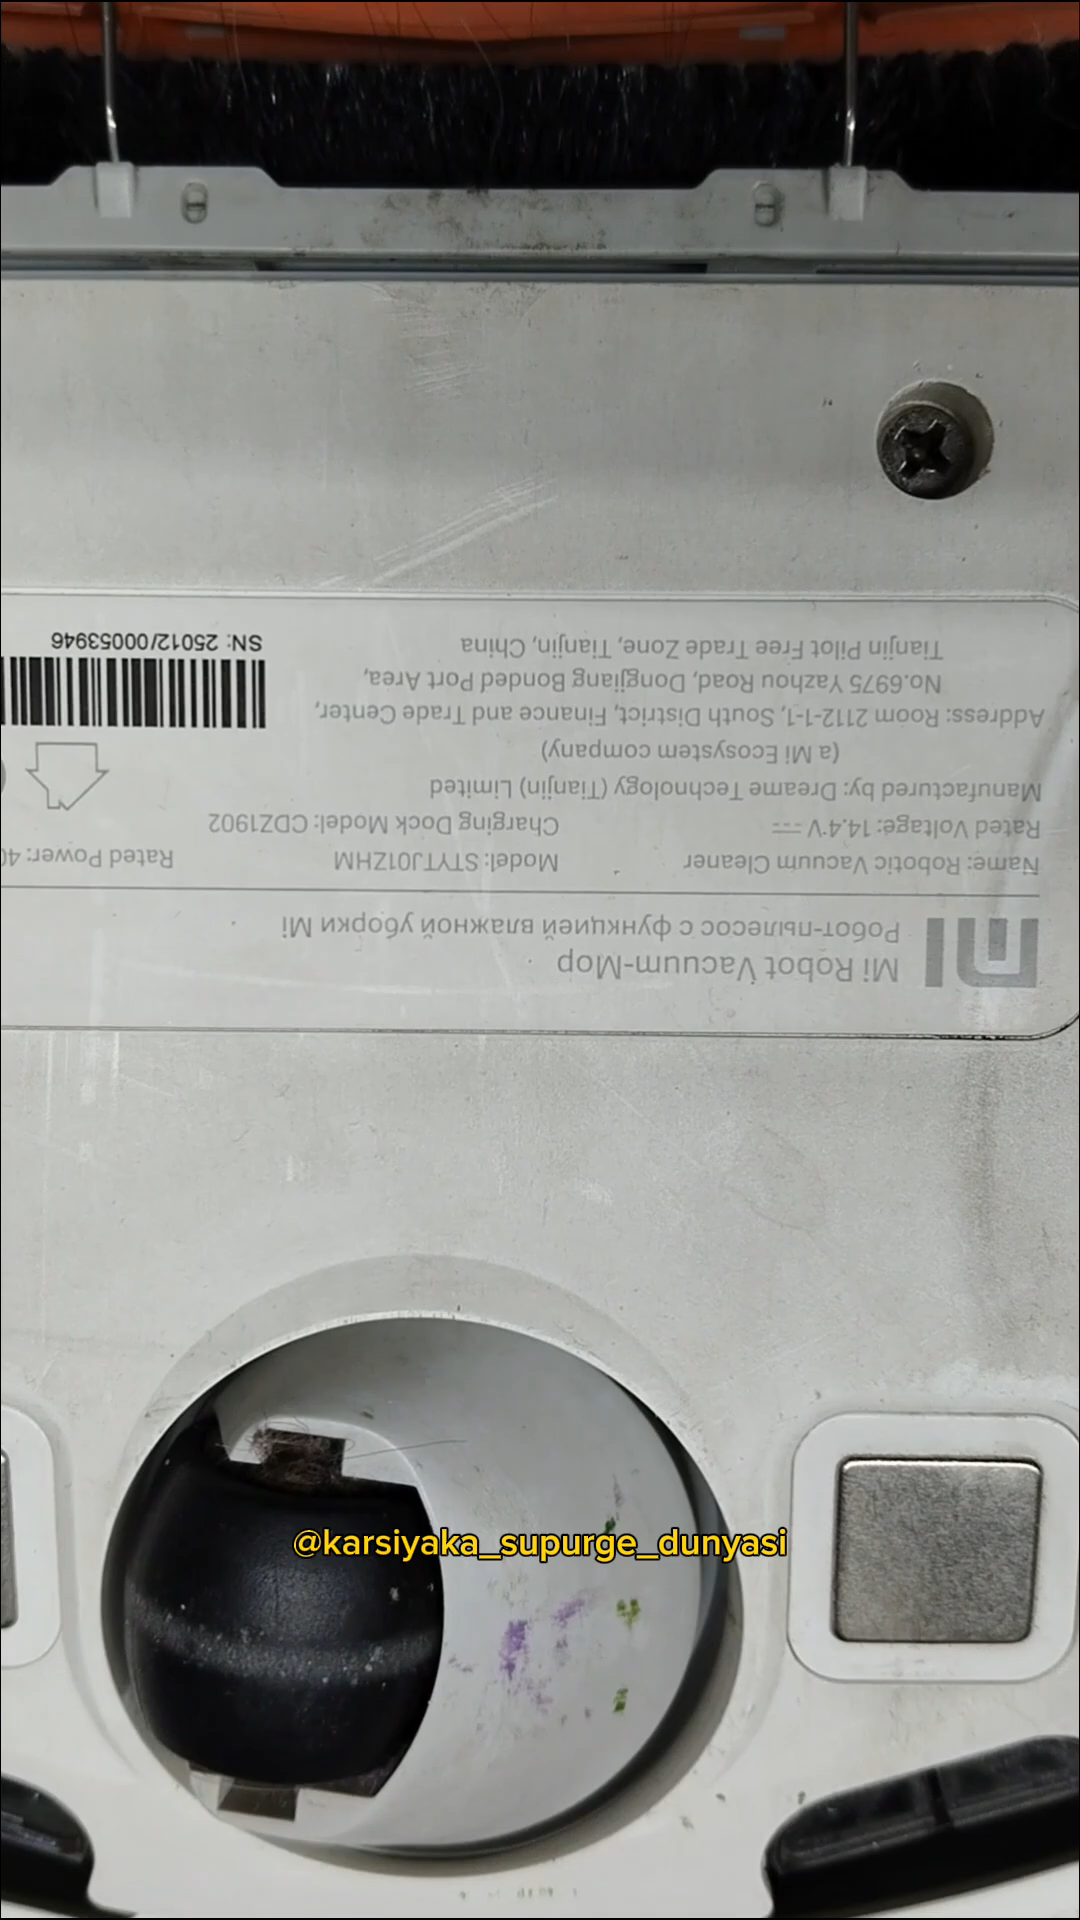 mi
Mi Robot Vacuum-Mop
Робот-пылесос с функцией влажной уборки Mi
Name: Robotic Vacuum Cleaner Model: STYTJ01ZHM Rated Power: 40
Rated Voltage: 14.4V Charging Dock Model: CDZ1902
Manufactured by: Dreame Technology (Tianjin) Limited
(a Mi Ecosystem company)
Address: Room 2112-1-1, South District, Finance and Trade Center,
No.6975 Yazhou Road, Dongjiang Bonded Port Area,
Tianjin Pilot Free Trade Zone, Tianjin, China
SN: 25012/00053946
@karsiyaka_supurge_dunyasi